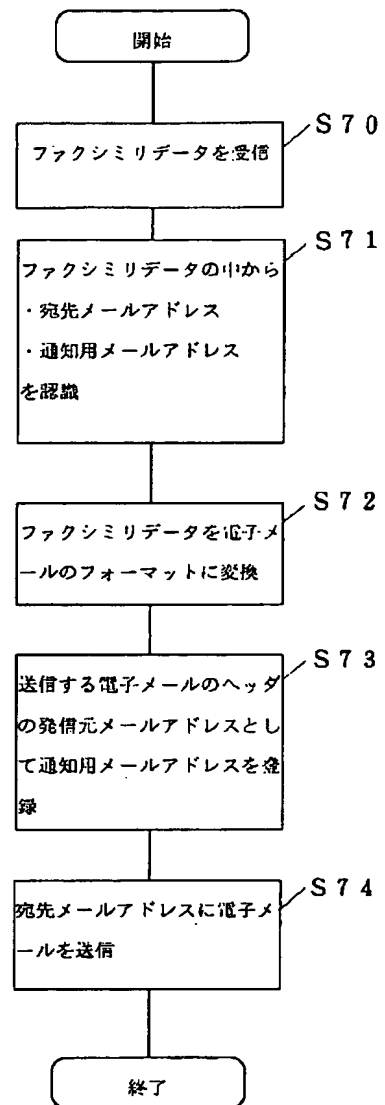 開始
S70
ファクシミリデータを受信
S71
ファクシミリデータの中から
・宛先メールアドレス
・通知用メールアドレス
を認識
S72
ファクシミリデータを電子メ
ールのフォーマットに変換
S73
送信する電子メールのヘッダ
の発信元メールアドレスとし
て通知用メールアドレスを登
録
S74
宛先メールアドレスに電子メ
ールを送信
終了